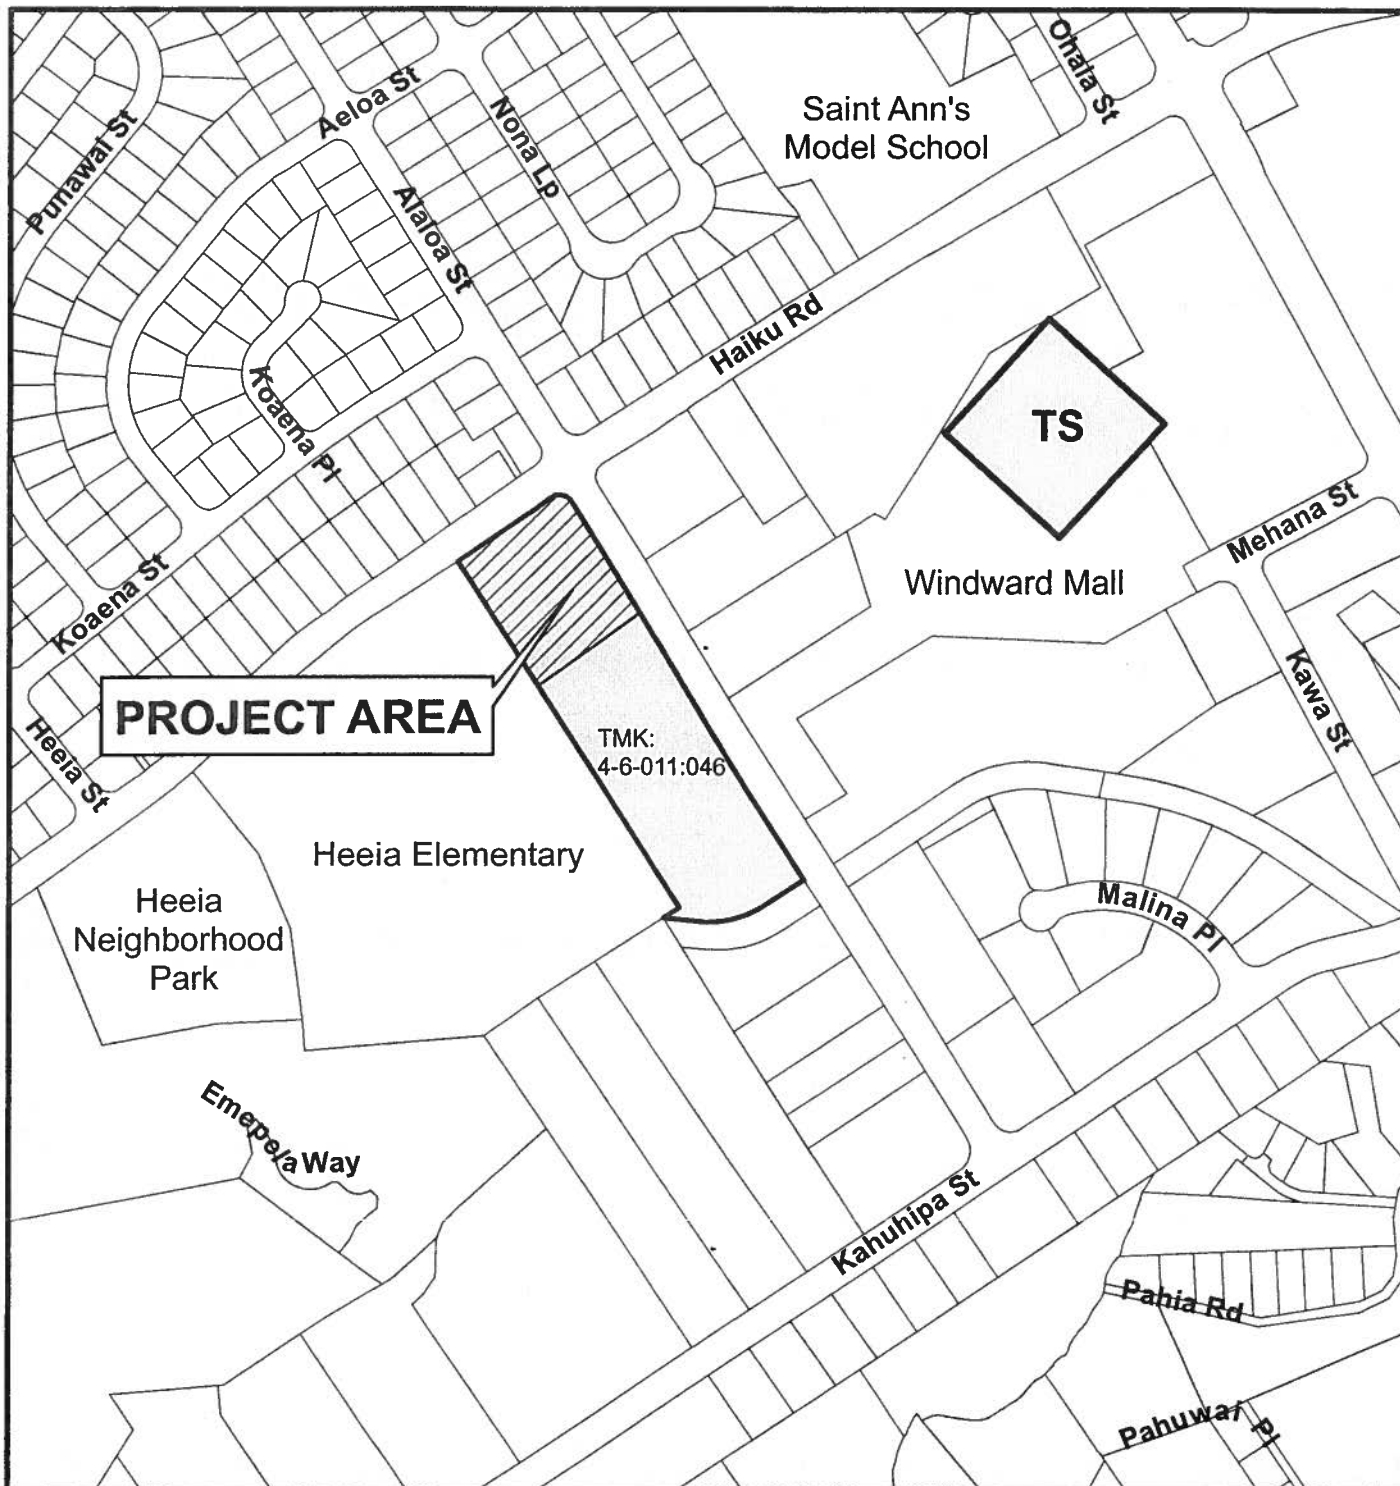 Ohala St
Saint Ann's
Model School
Aeloa St
Nona Lp
Punawai St
Alaloa St
Haiku Rd
Koaena Pl
TS
Mehana St
Windward Mall
Koaena St
Kawa St
PROJECT AREA
Heeia St
TMK:
4-6-011:046
Heeia Elementary
Malina Pl
Heeia
Neighborhood
Park
Emepela Way
Kahuhipa St
Pahia Rd
Pahuwai Pl